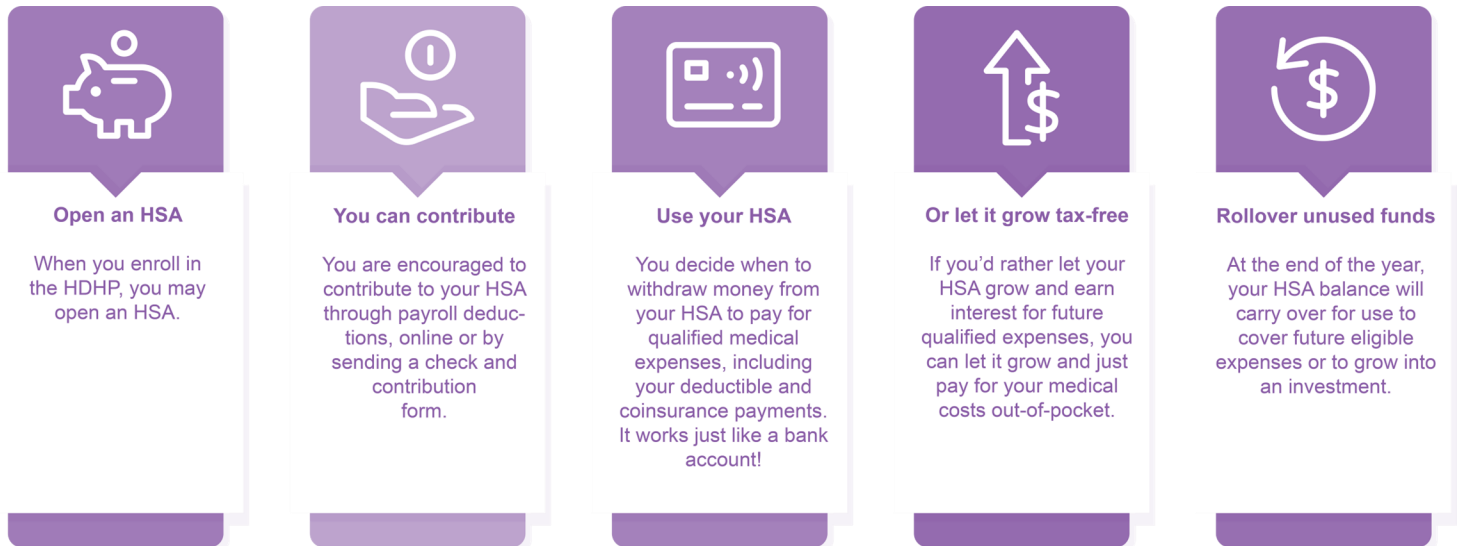 Open an HSA
When you enroll in
the HDHP, you may
open an HSA.
You can contribute
You are encouraged to
contribute to your HSA
through payroll deduc-
tions, online or by
sending a check and
contribution
form.
Use your HSA
You decide when to
withdraw money from
your HSA to pay for
qualified medical
expenses, including
your deductible and
coinsurance payments.
It works just like a bank
account!
Or let it grow tax-free
If you’d rather let your
HSA grow and earn
interest for future
qualified expenses, you
can let it grow and just
pay for your medical
costs out-of-pocket.
Rollover unused funds
At the end of the year,
your HSA balance will
carry over for use to
cover future eligible
expenses or to grow into
an investment.